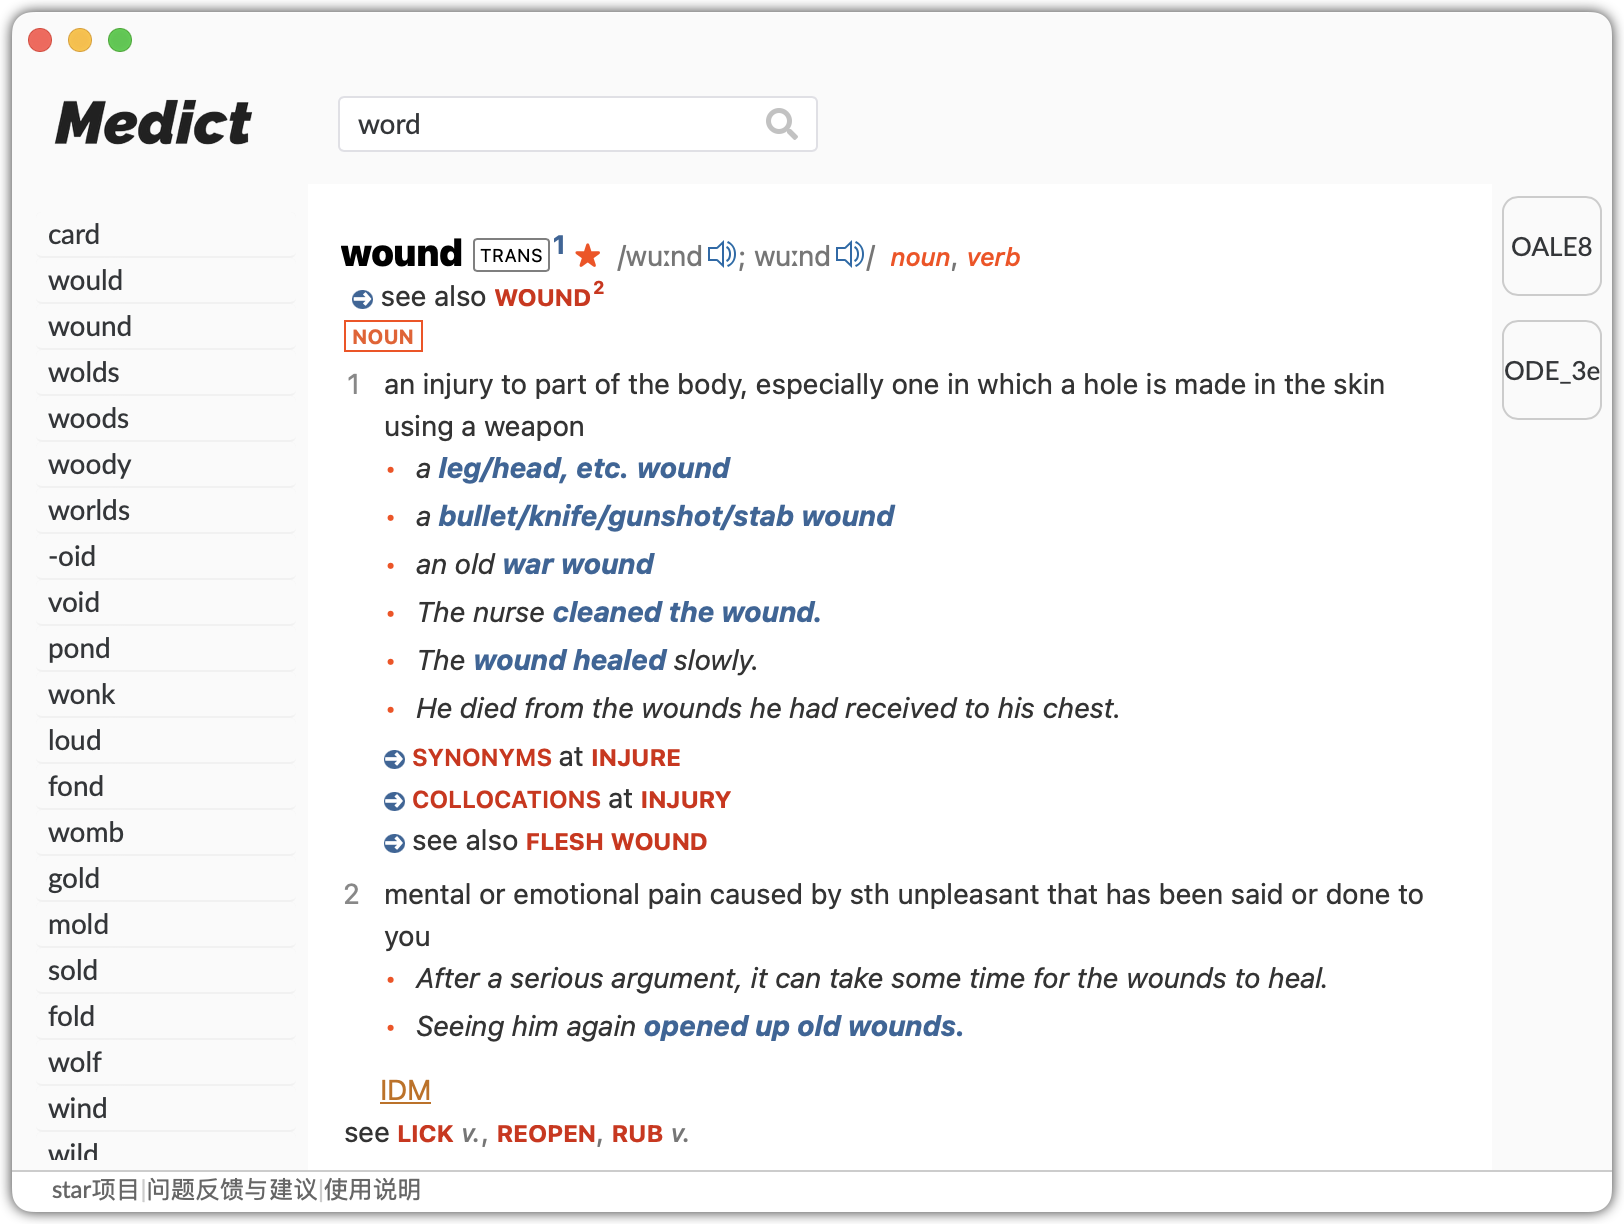 Medict
word
card
would
wound
wolds
woods
woody
worlds
-oid
void
pond
wonk
loud
fond
womb
gold
mold
sold
fold
wolf
wind
wild
wound TRANS 1 ★ /wuːnd; wuːnd/ noun, verb
see also WOUND2
NOUN
1 an injury to part of the body, especially one in which a hole is made in the skin
using a weapon
• a leg/head, etc. wound
• a bullet/knife/gunshot/stab wound
• an old war wound
• The nurse cleaned the wound.
• The wound healed slowly.
• He died from the wounds he had received to his chest.
SYNONYMS at INJURE
COLLOCATIONS at INJURY
see also FLESH WOUND
2 mental or emotional pain caused by sth unpleasant that has been said or done to
you
• After a serious argument, it can take some time for the wounds to heal.
• Seeing him again opened up old wounds.
IDM
see LICK v., REOPEN, RUB v.
OALE8
ODE_3e
star项目|问题反馈与建议|使用说明